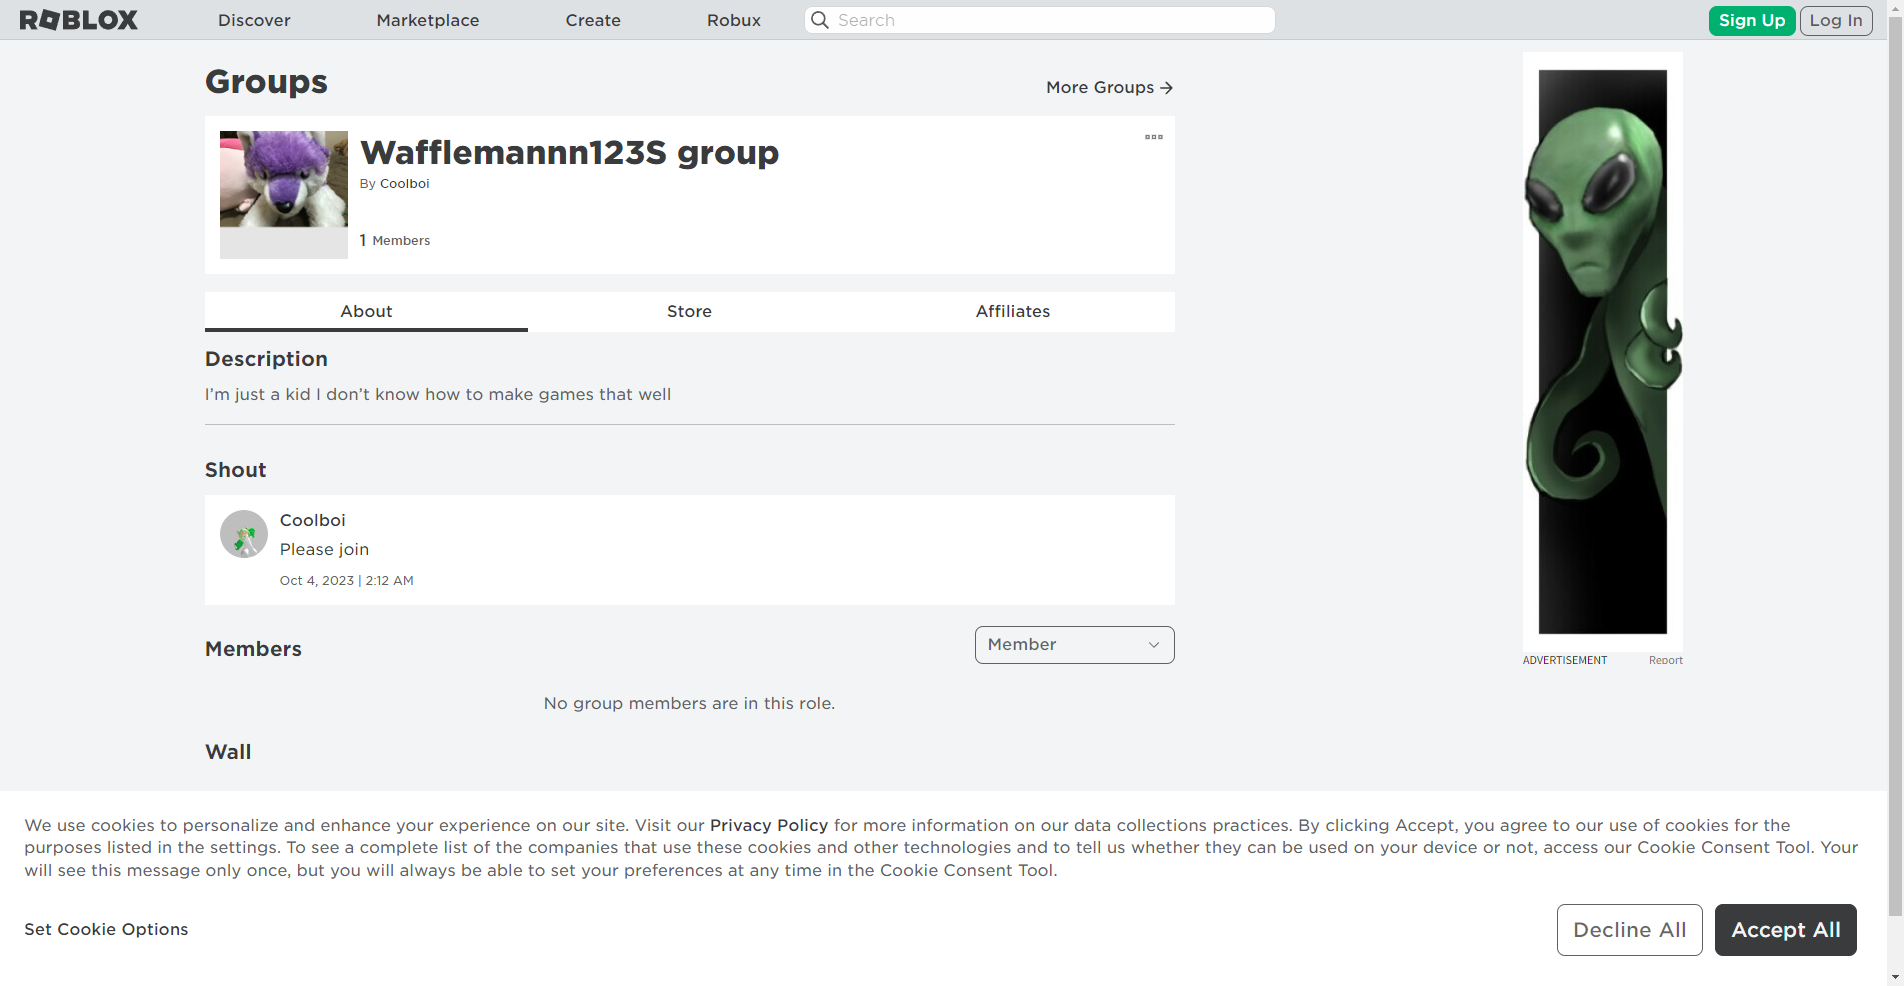 ROBLOX
Discover
Marketplace
Create
Robux
Search
Sign Up
Log In
Groups
More Groups
Wafflemannn123S group
By Coolboi
1 Members
About
Store
Affiliates
Description
I’m just a kid I don’t know how to make games that well
Shout
Coolboi
Please join
Oct 4, 2023 | 2:12 AM
Members
Member
No group members are in this role.
Wall
ADVERTISEMENT
Report
We use cookies to personalize and enhance your experience on our site. Visit our Privacy Policy for more information on our data collections practices. By clicking Accept, you agree to our use of cookies for the
purposes listed in the settings. To see a complete list of the companies that use these cookies and other technologies and to tell us whether they can be used on your device or not, access our Cookie Consent Tool. Your
will see this message only once, but you will always be able to set your preferences at any time in the Cookie Consent Tool.
Set Cookie Options
Decline All
Accept All